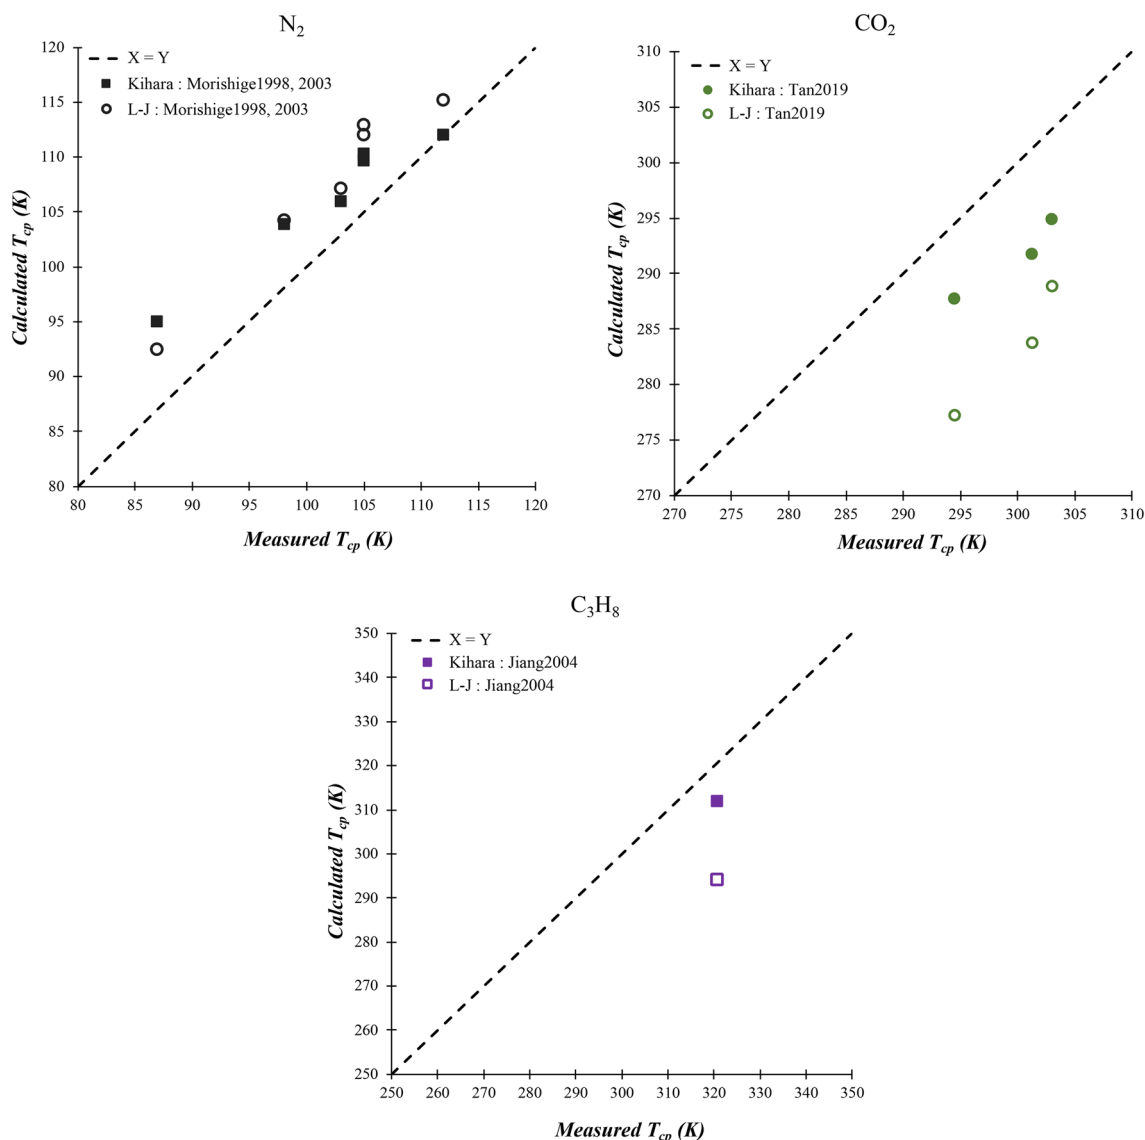 N2
120
115
110
105
100
95
90
85
80
X = Y
Kihara : Morishige1998, 2003
L-J : Morishige1998, 2003
80 85 90 95 100 105 110 115 120
Calculated Tcp (K)
Measured Tcp (K)
CO2
310
305
300
295
290
285
280
275
270
X = Y
Kihara : Tan2019
L-J : Tan2019
270 275 280 285 290 295 300 305 310
Calculated Tcp (K)
Measured Tcp (K)
C3H8
350
340
330
320
310
300
290
280
270
260
250
X = Y
Kihara : Jiang2004
L-J : Jiang2004
250 260 270 280 290 300 310 320 330 340 350
Calculated Tcp (K)
Measured Tcp (K)